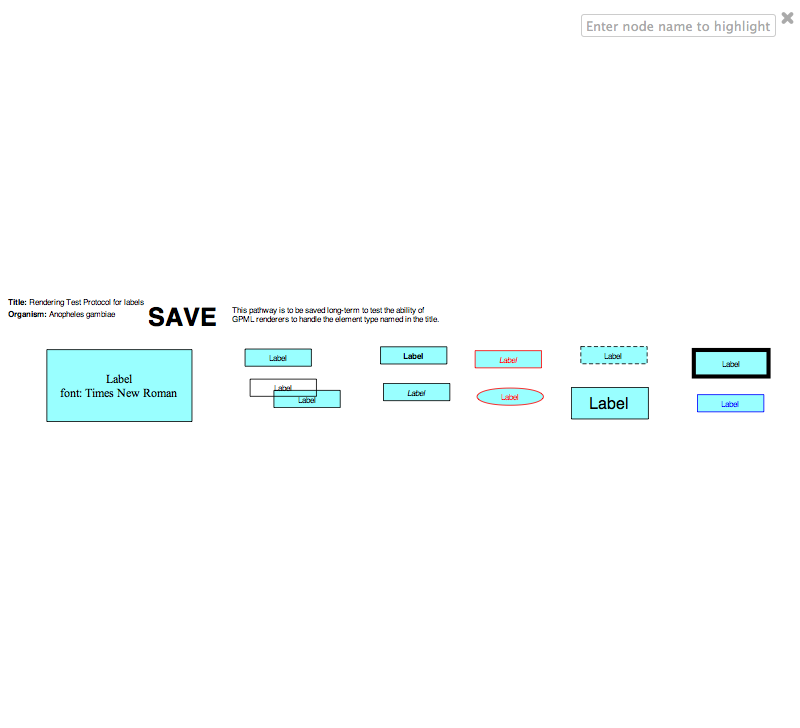 Enter node name to highlight
Title: Rendering Test Protocol for labels
Organism: Anopheles gambiae
SAVE
This pathway is to be saved long-term to test the ability of
GPML renderers to handle the element type named in the title.
Label
font: Times New Roman
Label
Label
Label
Label
Label
Label
Label
Label
Label
Label
Label
Label